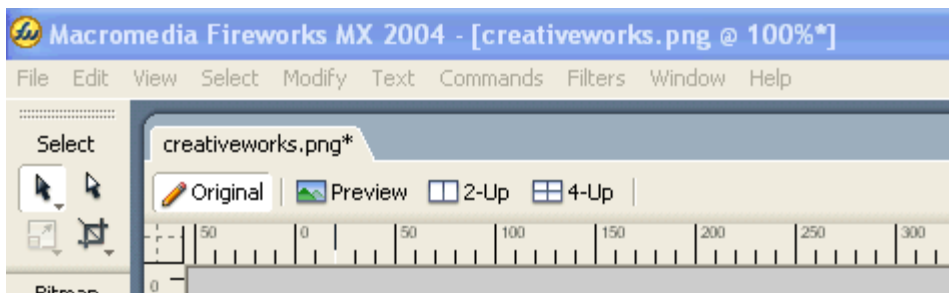 Macromedia Fireworks MX 2004 - [creativeworks.png @ 100%*]
File Edit View Select Modify Text Commands Filters Window Help
Select
creativeworks.png*
Original Preview 2-Up 4-Up
50 0 50 100 150 200 250 300
0
Bitmap